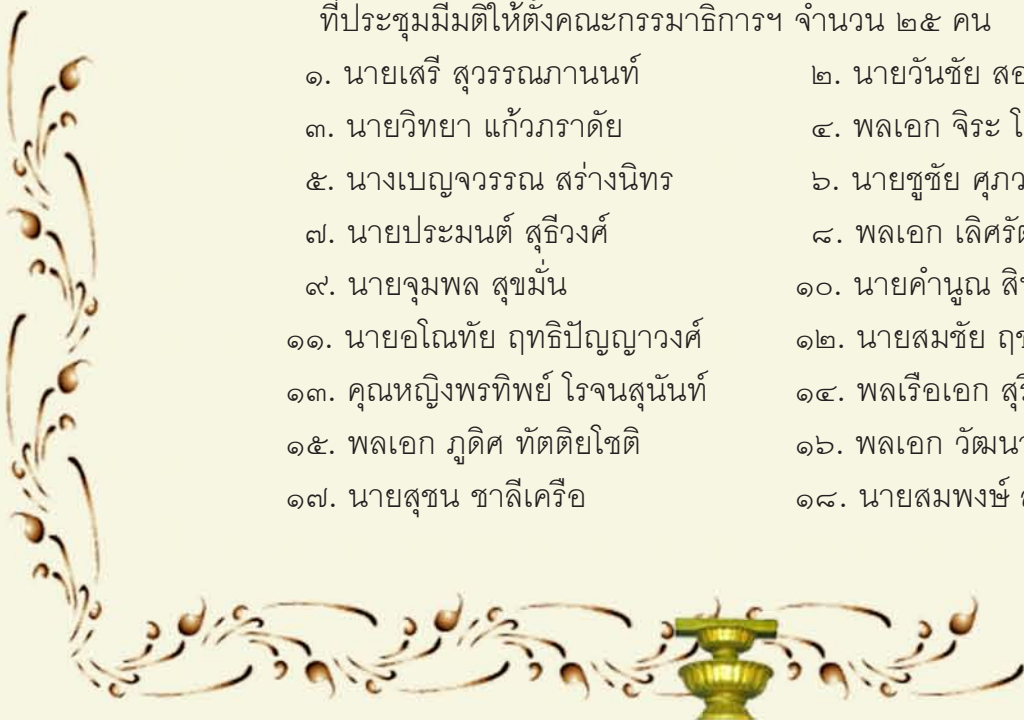 ที่ประชุมมีมติให้ตั้งคณะกรรมาธิการฯ จำนวน ๒๕ คน
๑. นายเสรี สุวรรณภานนท์ ๒. นายวันชัย
๓. นายวิทยา แก้วภราดัย ๔. พลเอก จิระ
๕. นางเบญจวรรณ สร่างนิทร ๖. นายชูชัย
๗. นายประมนต์ สุธีวงศ์ ๘. พลเอก
๙. นายจุมพล สุขมั่น ๑๐. นายคำนูณ
๑๑. นายอโณทัย ฤทธิปัญญาวงศ์ ๑๒. นายสมชัย
๑๓. คุณหญิงพรทิพย์ โรจนสุนันท์ ๑๔. พลเรือเอก
๑๕. พลเอก ภูดิศ ทัตติยโชติ ๑๖. พลเอก
๑๗. นายสุชน ชาลีเครือ ๑๘. นายสมพงษ์